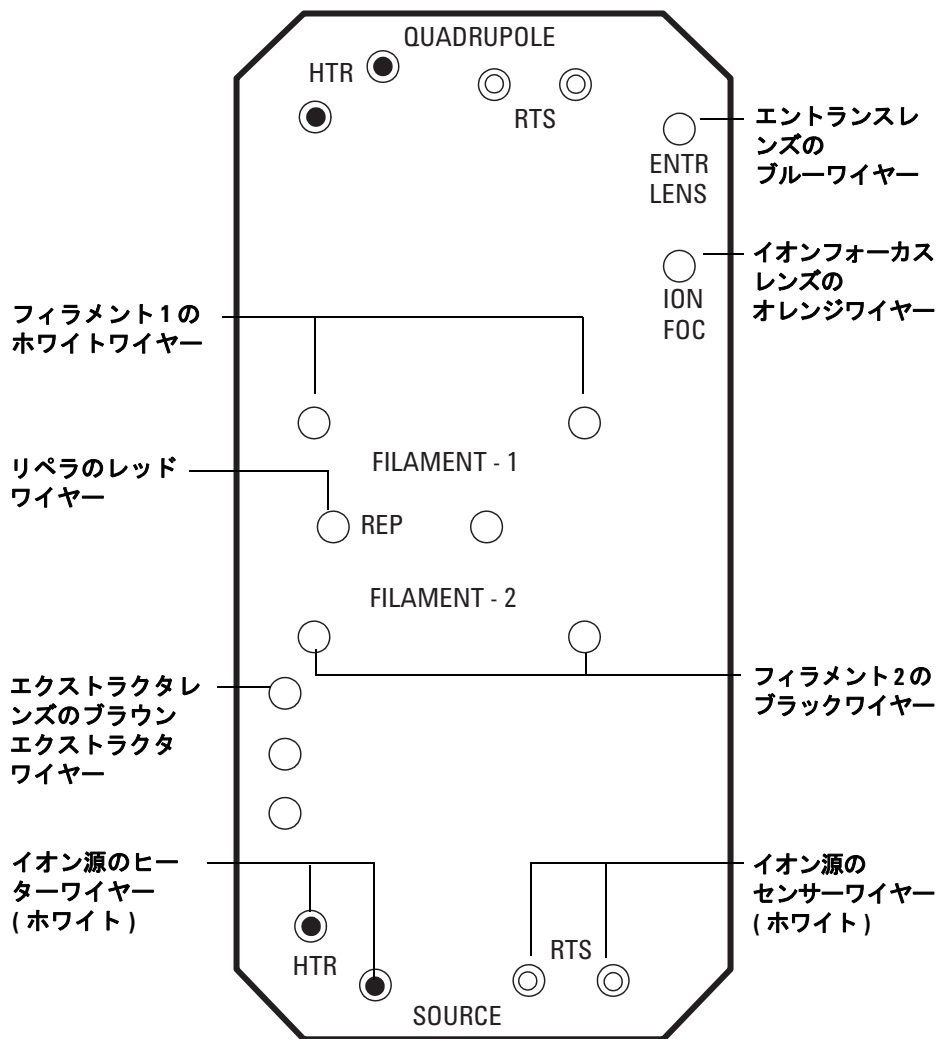 QUADRUPOLE
HTR
RTS
エントランスレ
ンズの
ブルーワイヤー
ENTR
LENS
イオンフォーカス
レンズの
オレンジワイヤー
ION
FOC
フィラメント1の
ホワイトワイヤー
FILAMENT - 1
リペラのレッド
ワイヤー
REP
FILAMENT - 2
エクストラクタレ
ンズのブラウン
エクストラクタ
ワイヤー
フィラメント2の
ブラックワイヤー
イオン源のヒー
ターワイヤー
(ホワイト)
イオン源の
センサーワイヤー
(ホワイト)
HTR
RTS
SOURCE